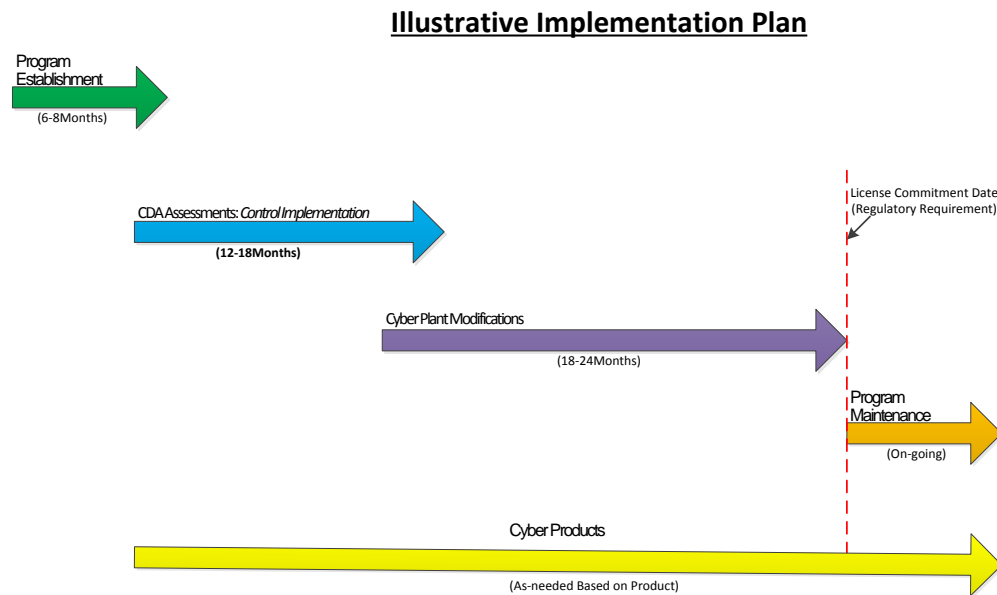 Illustrative Implementation Plan
Program
Establishment
(6-8Months)
CDA Assessments: Control Implementation
(12-18Months)
License Commitment Date
(Regulatory Requirement)
Cyber Plant Modifications
(18-24Months)
Program
Maintenance
(On-going)
Cyber Products
(As-needed Based on Product)